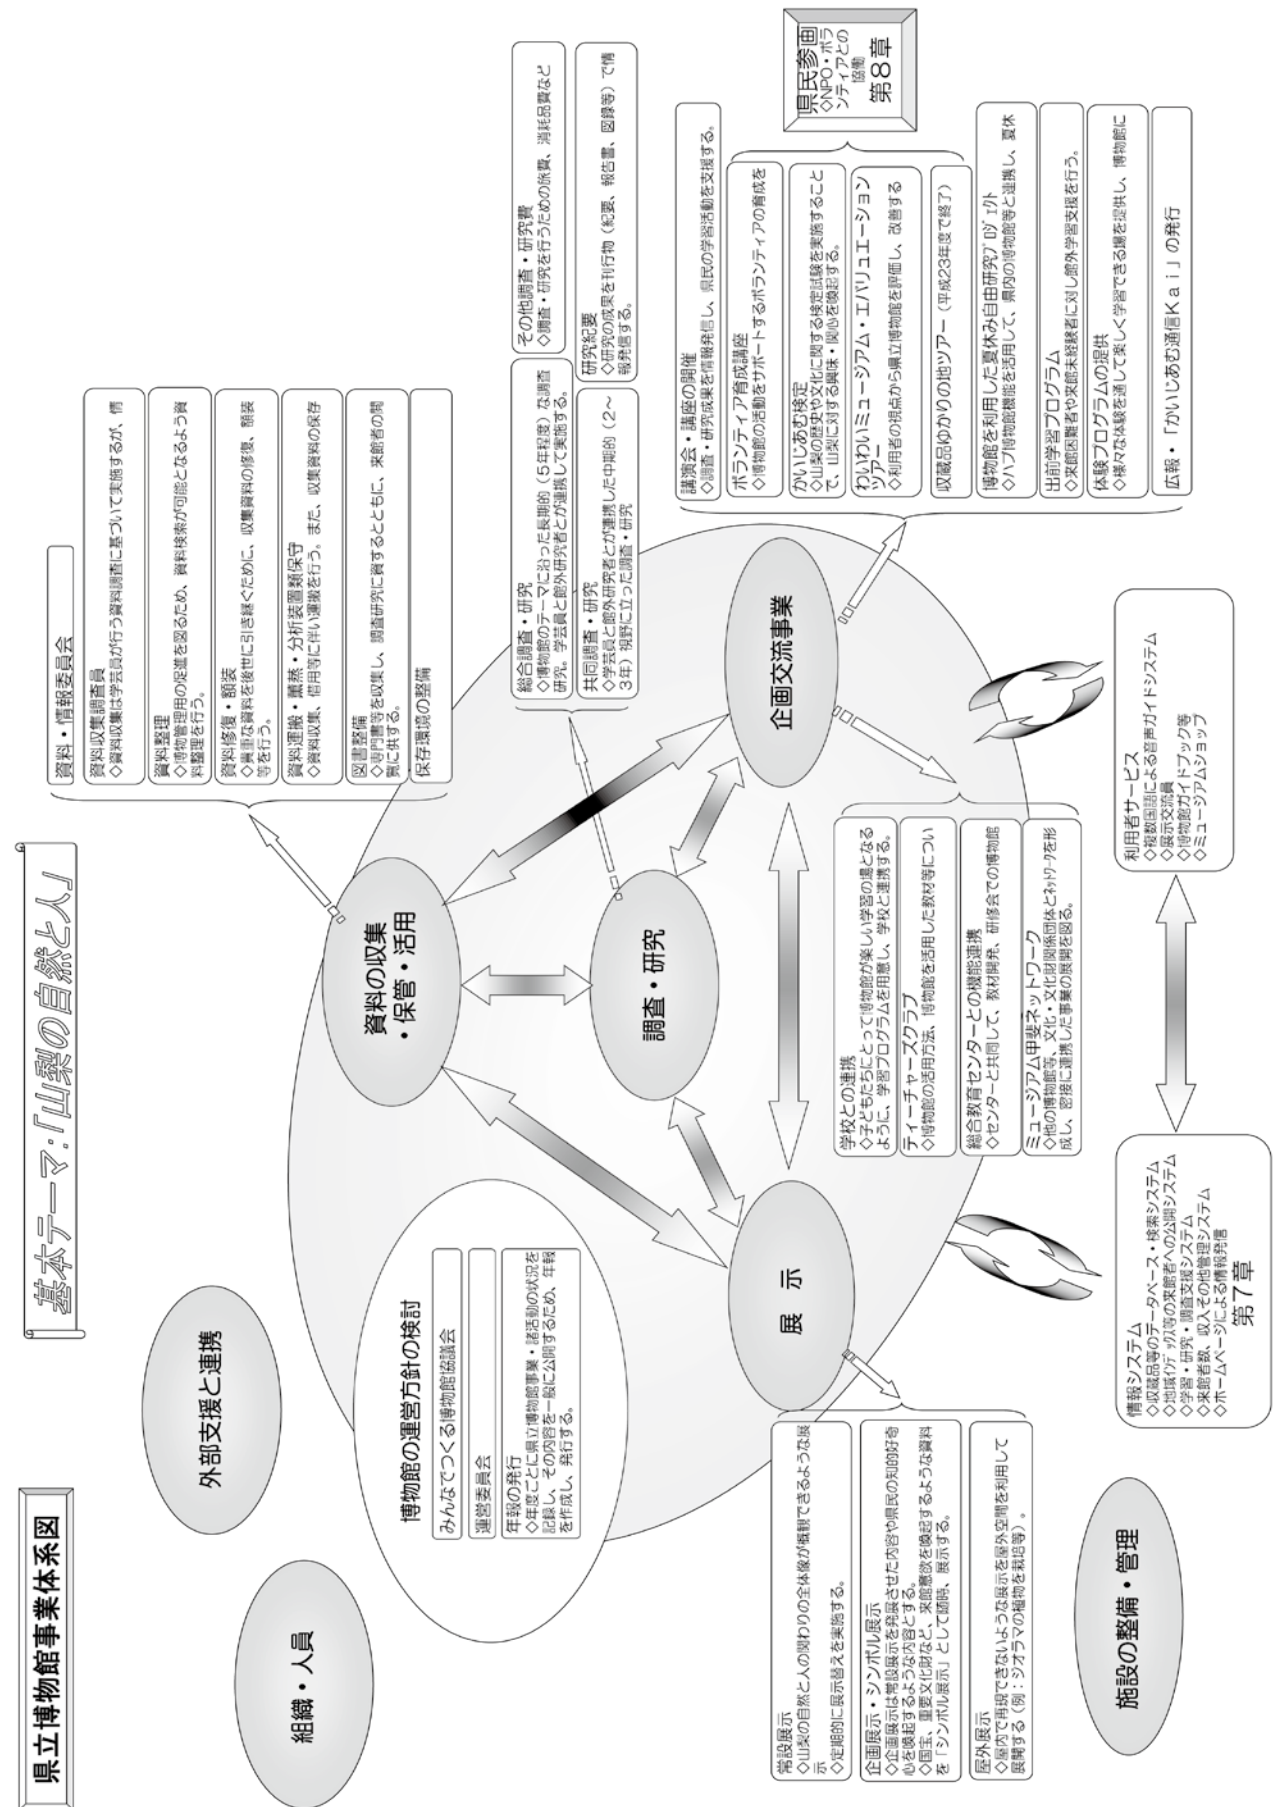 県立博物館事業体系図
基本テーマ:「山梨の自然と人」
組織・人員
外部支援と連携
博物館の運営方針の検討
みんなでつくる博物館協議会
運営委員会
年報の発行
◇年度ごとに県立博物館事業・諸活動の状況を
記録し、その内容を一般に公開するため、年報
を作成し、発行する。
資料の収集
・保管・活用
資料・情報委員会
資料収集調査員
◇資料収集は学芸員が行う資料調査に基づいて実施するが、情
資料整理
◇博物管理用の促進を図るため、資料検索が可能となるよう資
料整理を行う。
資料修復・額装
◇貴重な資料を後世に引き継ぐために、収集資料の修復、額装
等を行う。
資料運搬・薫蒸・分析装置類保守
◇資料収集、借用等に伴い運搬を行う。また、収集資料の保存
図書整備
◇専門書等を収集し、調査研究に資するとともに、来館者の閲
覧に供する。
保存環境の整備
調査・研究
総合調査・研究
◇博物館のテーマに沿った長期的（5年程度）な調査
研究。学芸員と館外研究者とが連携して実施する。
共同調査・研究
◇学芸員と館外研究者とが連携した中期的（2～
3年）視野に立った調査・研究
その他調査・研究費
◇調査・研究を行うための旅費、消耗品費など
研究紀要
◇研究の成果を刊行物（紀要、報告書、図録等）で情
報発信する。
展　示
常設展示
◇山梨の自然と人の関わりの全体像が概観できるような展
示
◇定期的に展示替えを実施する。
企画展示・シンボル展示
◇企画展示は常設展示を発展させた内容や県民の知的好奇
心を喚起するような内容とする。
◇国宝、重要文化財など、来館意欲を喚起するような資料
を「シンボル展示」として随時、展示する。
屋外展示
◇屋内で再現できないような展示を屋外空間を利用して
展開する（例：ジオラマの植物を栽培等）。
企画交流事業
講演会・講座の開催
◇調査・研究成果を情報発信し、県民の学習活動を支援する。
ボランティア育成講座
◇博物館の活動をサポートするボランティアの育成を
かいじあむ検定
◇山梨の歴史や文化に関する検定試験を実施すること
で、山梨に対する興味・関心を喚起する。
わいわいミュージアム・エバリュエーション
ツアー
◇利用者の視点から県立博物館を評価し、改善する
収蔵品ゆかりの地ツアー（平成23年度で終了）
博物館を利用した夏休み自由研究プロジェクト
◇ハブ博物館機能を活用して、県内の博物館等と連携し、夏休
出前学習プログラム
◇来館困難者や来館未経験者に対し館外学習支援を行う。
体験プログラムの提供
◇様々な体験を通して楽しく学習できる場を提供し、博物館に
広報・「かいじあむ通信Ｋａｉ」の発行
県民参画
◇NPO・ボラ
ンティアとの
協働
第８章
学校との連携
◇子どもたちにとって博物館が楽しい学習の場となる
ように、学習プログラムを用意し、学校と連携する。
ティーチャーズクラブ
◇博物館の活用方法、博物館を活用した教材等につい
総合教育センターとの機能連携
◇センターと共同して、教材開発、研修会での博物館
ミュージアム甲斐ネットワーク
◇他の博物館等、文化・文化財関係団体とネットワークを形
成し、密接に連携した事業の展開を図る。
施設の整備・管理
情報システム
◇収蔵品等のデータベース・検索システム
◇地域インデックス等の来館者への公開システム
◇学習・研究・調査支援システム
◇来館者数、収入その他管理システム
◇ホームページによる情報発信
第７章
利用者サービス
◇複数国語による音声ガイドシステム
◇展示交流員
◇博物館ガイドブック等
◇ミュージアムショップ